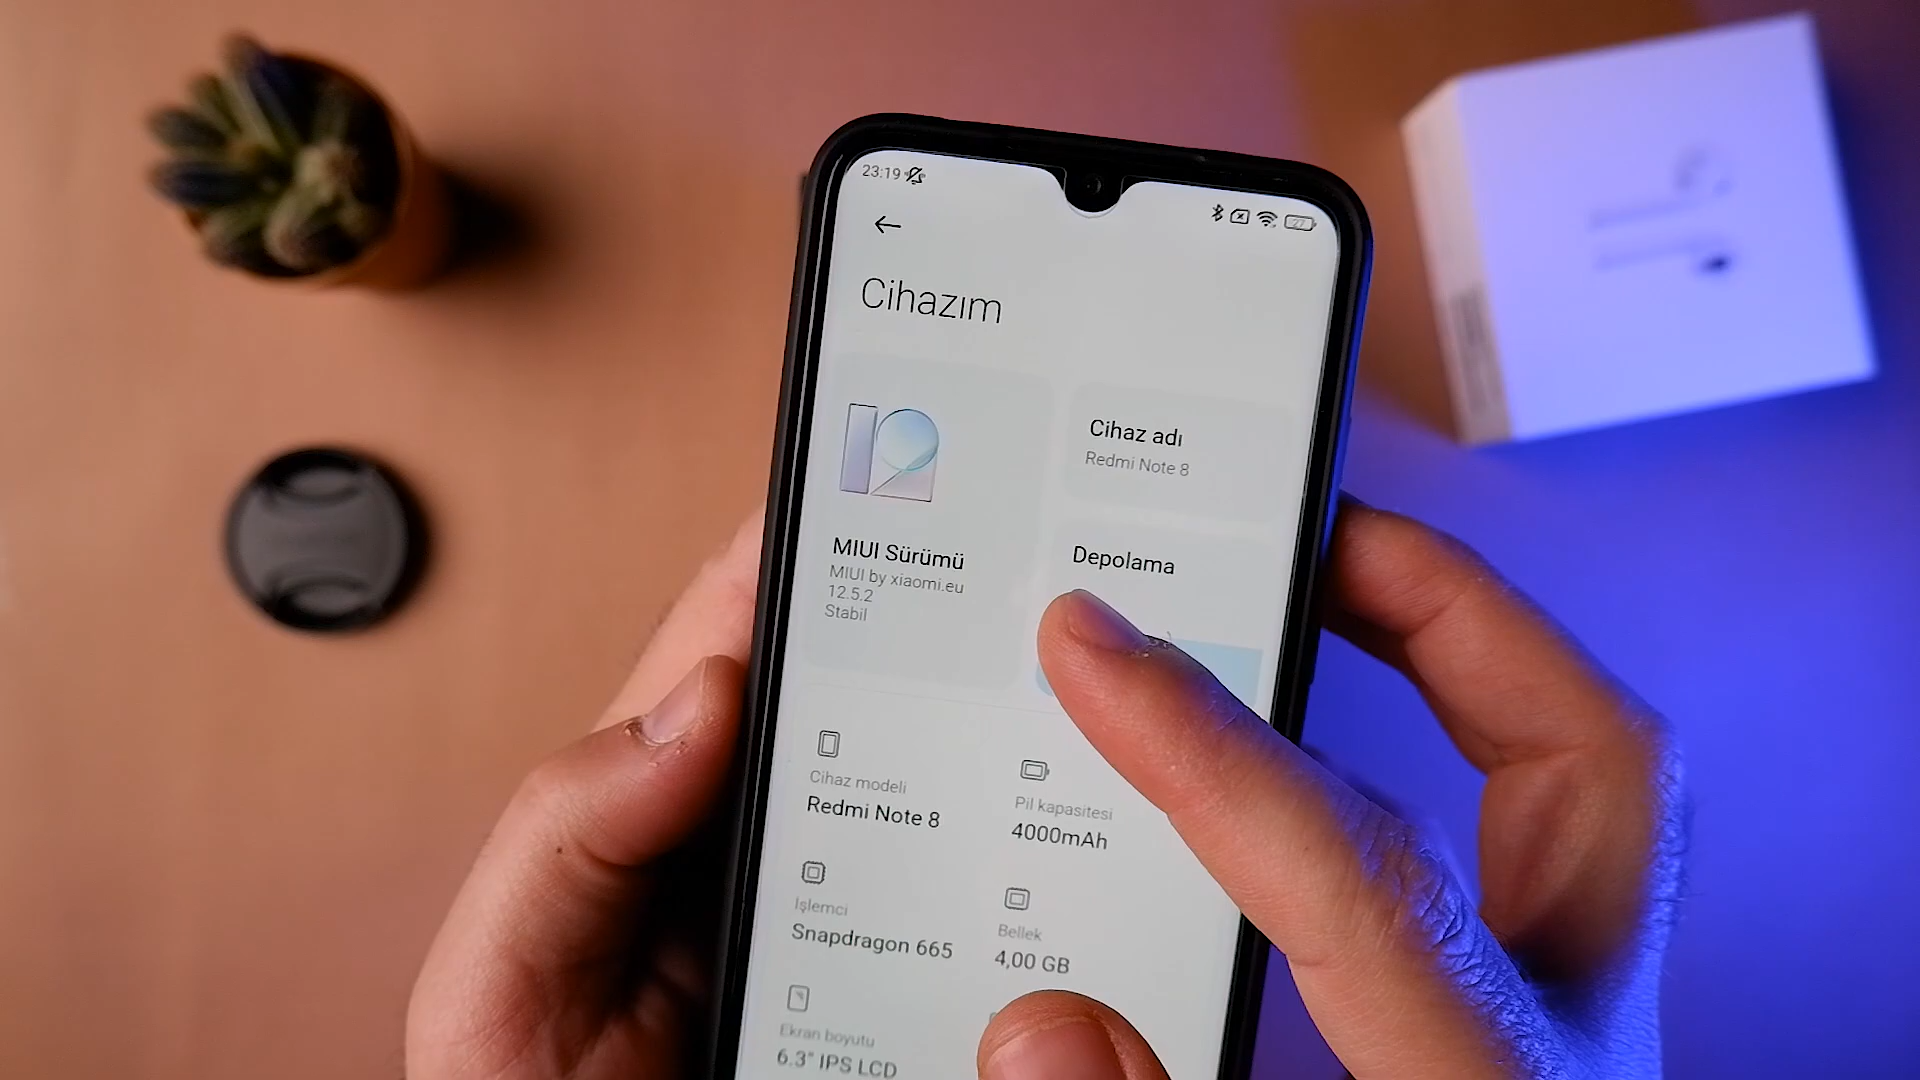 23:19
27
Cihazım
12
Cihaz adı
Redmi Note 8
MIUI Sürümü
MIUI by xiaomi.eu
12.5.2
Stabil
Depolama
Cihaz modeli
Redmi Note 8
Pil kapasitesi
4000mAh
İşlemci
Snapdragon 665
Bellek
4,00 GB
Ekran boyutu
6.3" IPS LCD